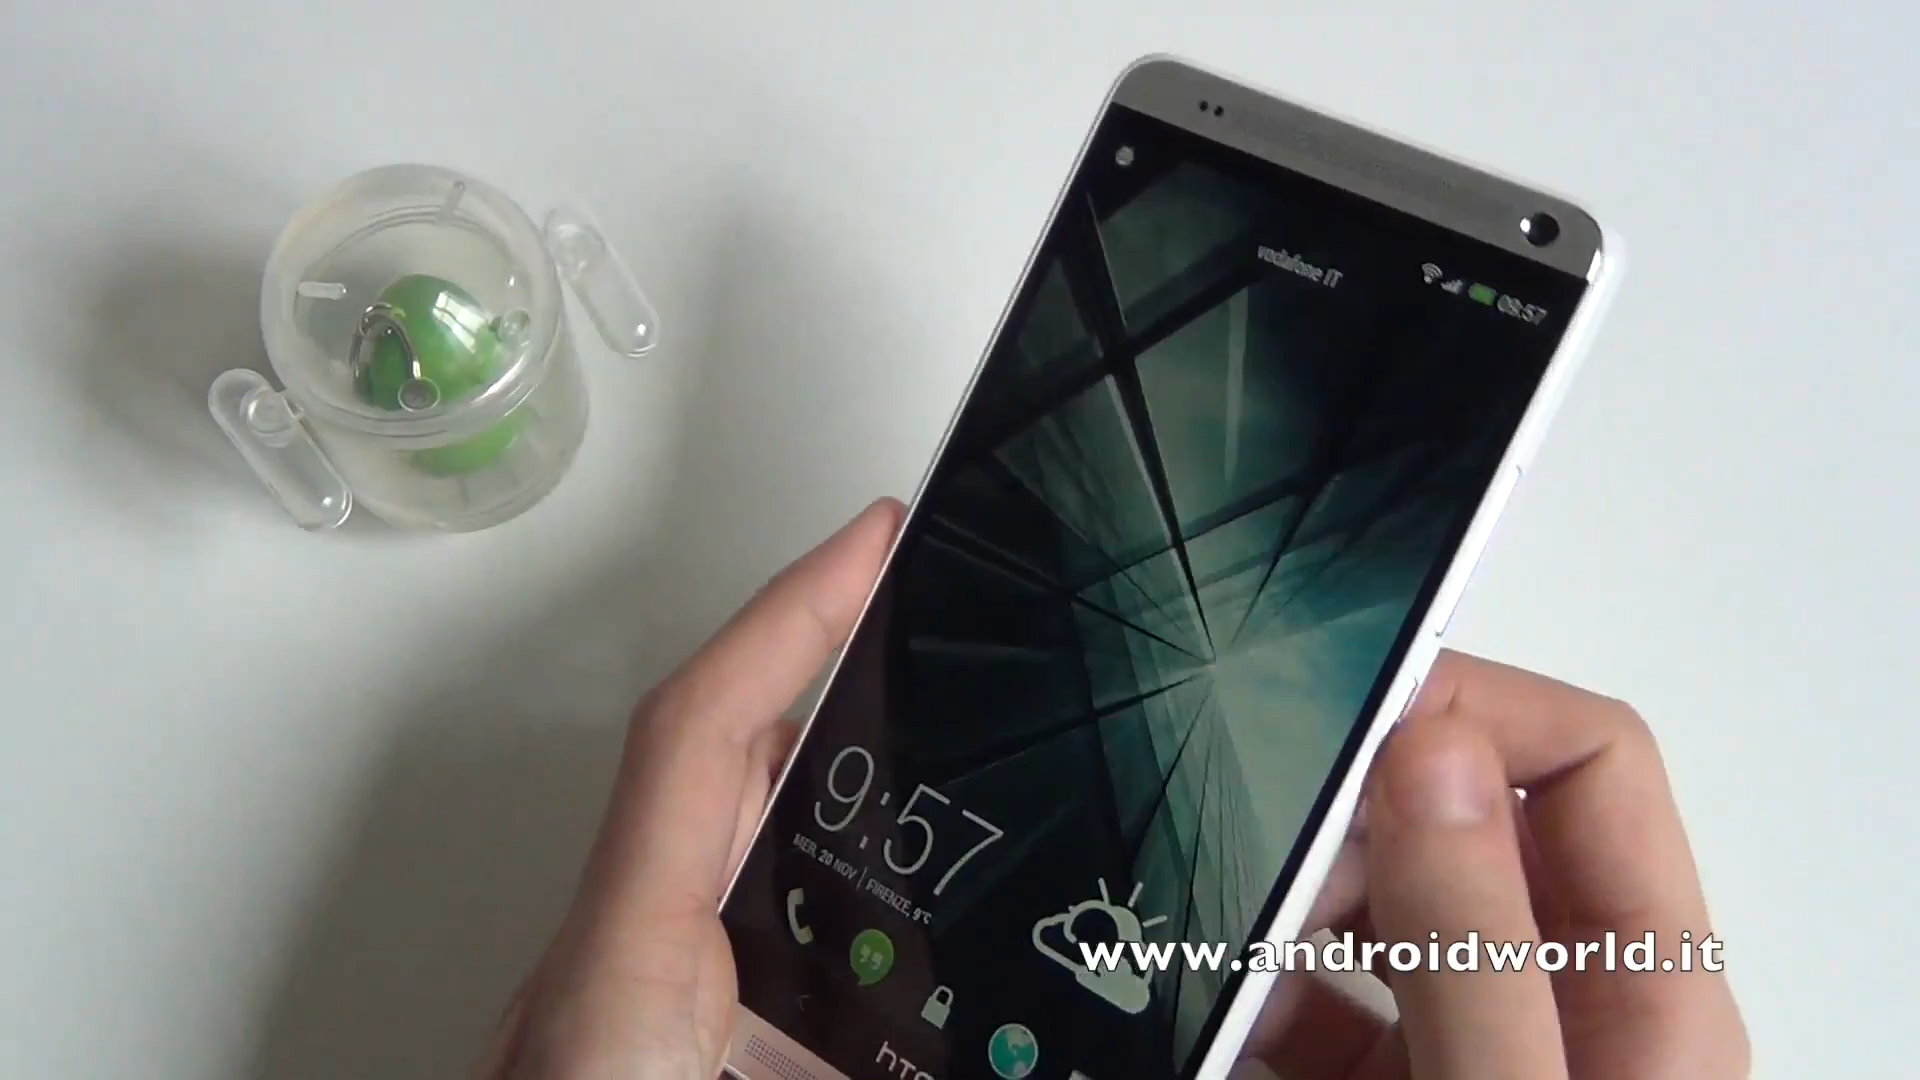 vodafone IT
09:57
9:57
MER, 20 NOV | FIRENZE, 9°C
www.androidworld.it
hTC